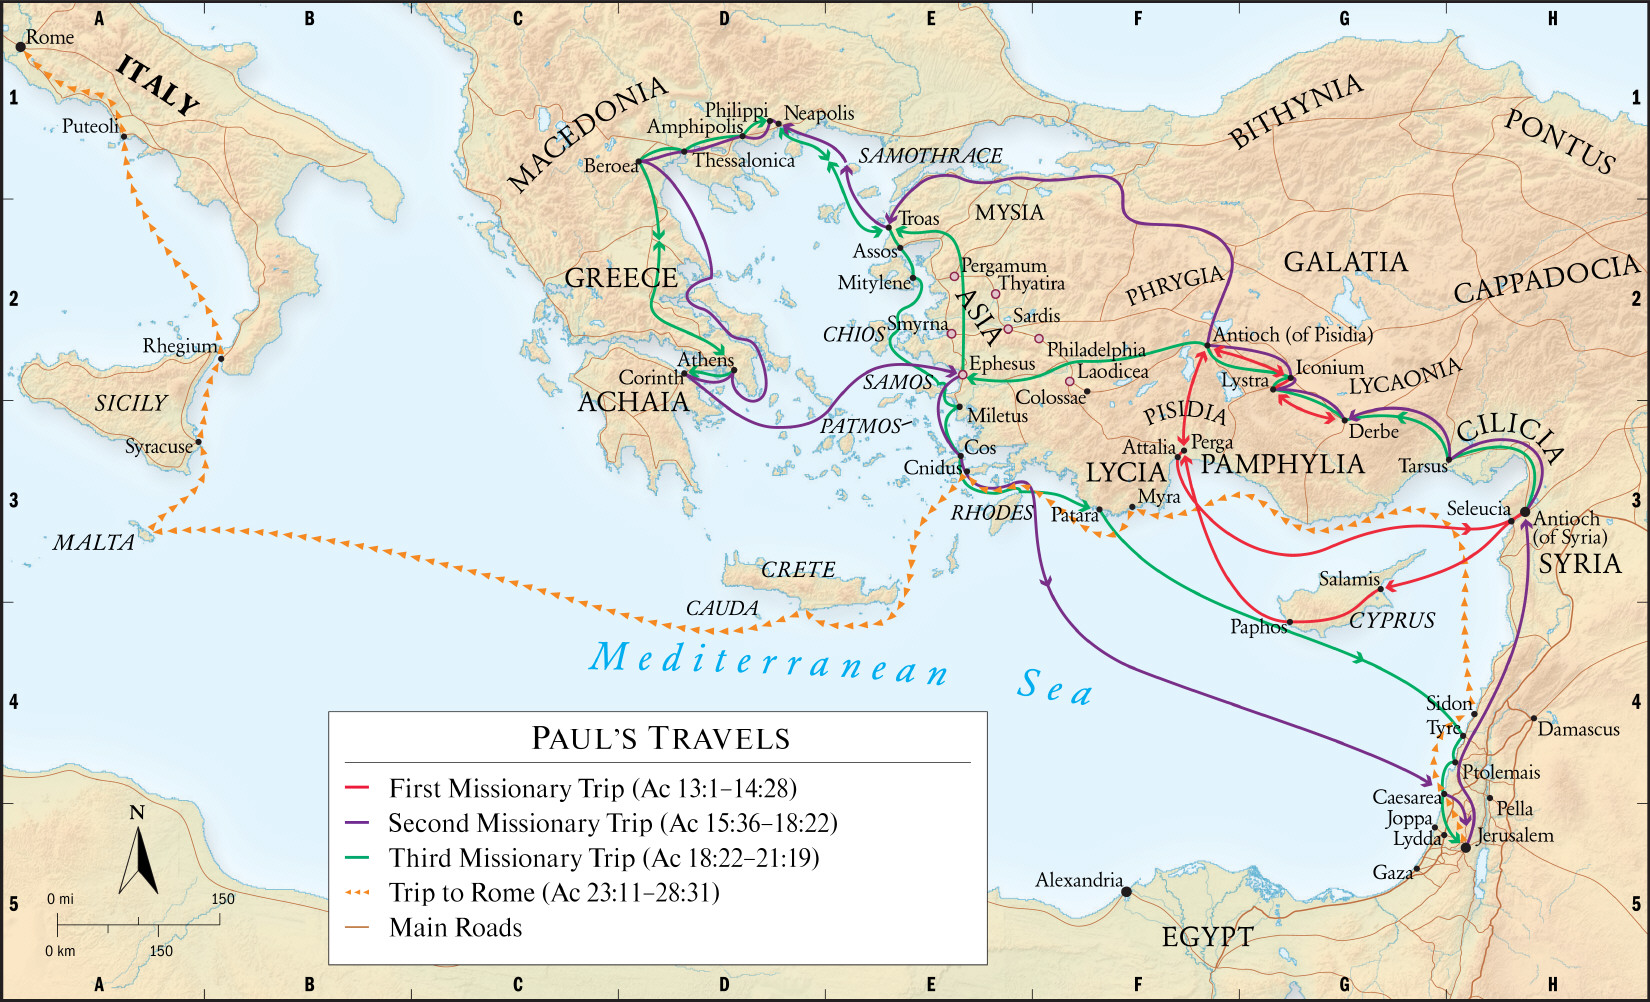 A B C D E F G H
Rome
ITALY
1
Puteoli
MACEDONIA
Philippi
Neapolis
Amphipolis
Thessalonica
Beroea
SAMOTHRACE
BITHYNIA
PONTUS
1
Troas
MYSIA
Assos
Mitylene
Pergamum
Thyatira
ASIA
GREECE
PHRYGIA
GALATIA
CAPPADOCIA
2
2
Rhegium
CHIOS
Smyrna
Sardis
Philadelphia
Antioch (of Pisidia)
Athens
Corinth
ACHAIA
SAMOS
Ephesus
Laodicea
Colossae
Iconium
Lystra
LYCAONIA
SICILY
PATMOS
Miletus
PISIDIA
Derbe
CILICIA
Syracuse
Cos
Cnidus
Attalia
Perga
LYCIA
PAMPHYLIA
Tarsus
3
3
Myra
RHODES
Patara
Seleucia
Antioch
(of Syria)
SYRIA
MALTA
CRETE
CAUDA
Salamis
CYPRUS
Paphos
Mediterranean Sea
4
4
Sidon
Tyre
Damascus
Ptolemais
Caesarea
Pella
Joppa
Lydda
Jerusalem
Gaza
Alexandria
EGYPT
PAUL'S TRAVELS
First Missionary Trip (Ac 13:1–14:28)
Second Missionary Trip (Ac 15:36–18:22)
Third Missionary Trip (Ac 18:22–21:19)
Trip to Rome (Ac 23:11–28:31)
Main Roads
N
0 mi 150
0 km 150
5
5
A B C D E F G H